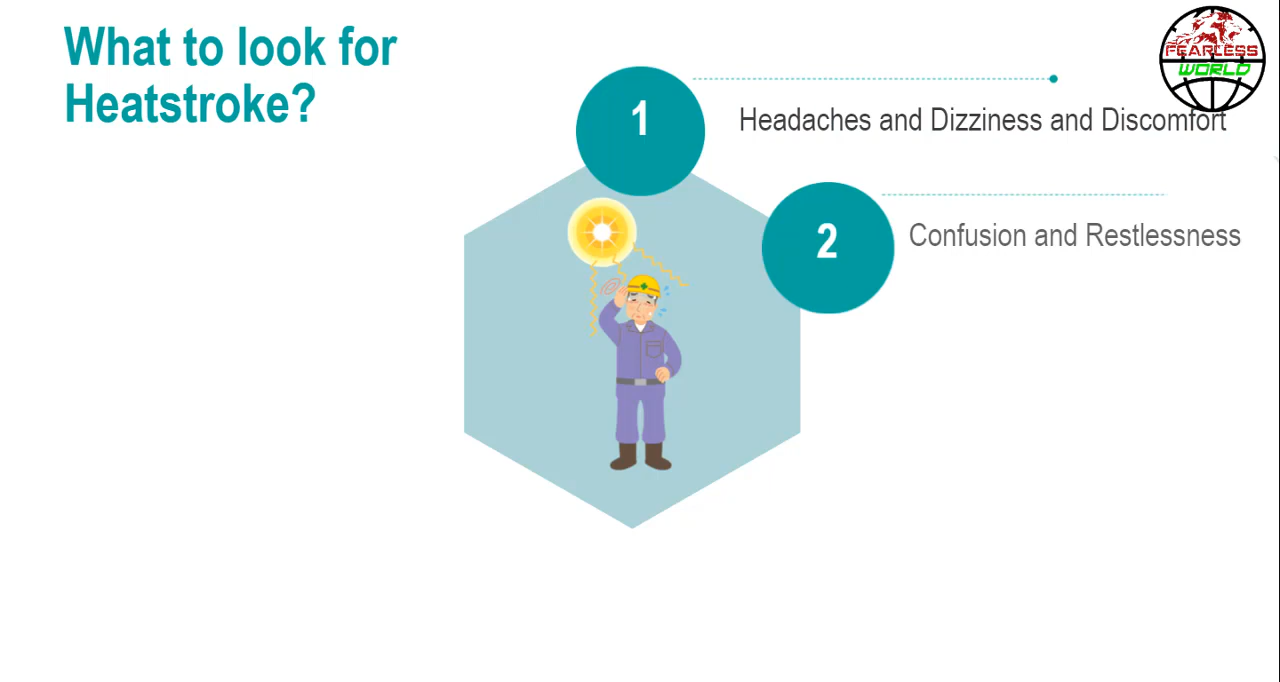 What to look for
Heatstroke?
1
Headaches and Dizziness and Discomfort
2
Confusion and Restlessness
FEARLESS
WORLD